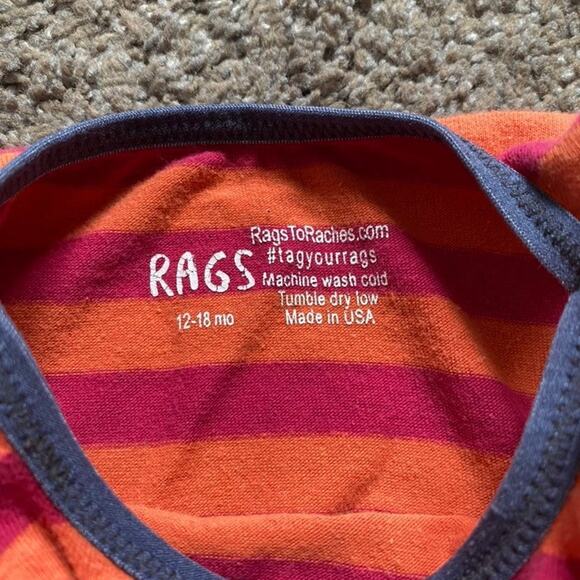 RAGS
12-18 mo
RagsToRaches.com
#tagyourrags
Machine wash cold
Tumble dry low
Made in USA